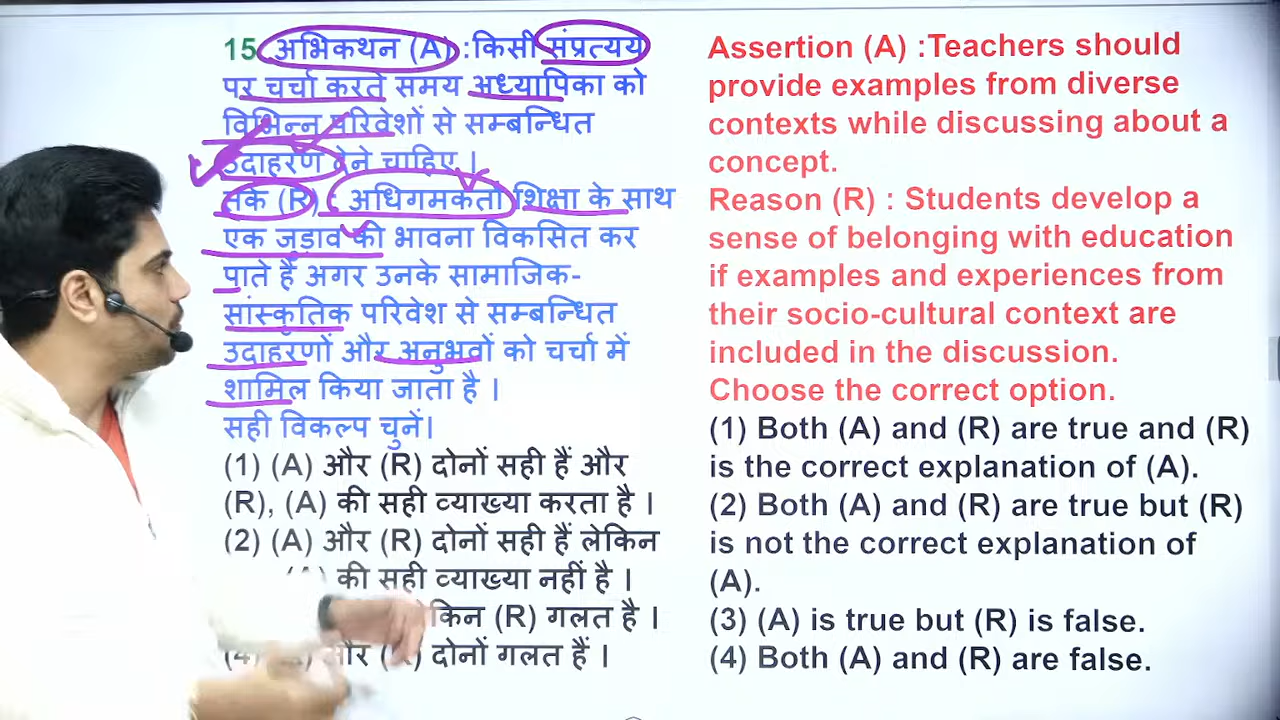 15 अभिकथन (A) :किसी संप्रत्यय
पर चर्चा करते समय अध्यापिका को
विभिन्न परिवेशों से सम्बन्धित
उदाहरण देने चाहिए ।
तर्क (R) : अधिगमकर्ता शिक्षा के साथ
एक जुड़ाव की भावना विकसित कर
पाते हैं अगर उनके सामाजिक-
सांस्कृतिक परिवेश से सम्बन्धित
उदाहरणों और अनुभवों को चर्चा में
शामिल किया जाता है ।
सही विकल्प चुनें।
(1) (A) और (R) दोनों सही हैं और
(R), (A) की सही व्याख्या करता है ।
(2) (A) और (R) दोनों सही हैं लेकिन
की सही व्याख्या नहीं है ।
(R) गलत है ।
(4) और (R) दोनों गलत हैं ।
Assertion (A) :Teachers should
provide examples from diverse
contexts while discussing about a
concept.
Reason (R) : Students develop a
sense of belonging with education
if examples and experiences from
their socio-cultural context are
included in the discussion.
Choose the correct option.
(1) Both (A) and (R) are true and (R)
is the correct explanation of (A).
(2) Both (A) and (R) are true but (R)
is not the correct explanation of
(A).
(3) (A) is true but (R) is false.
(4) Both (A) and (R) are false.